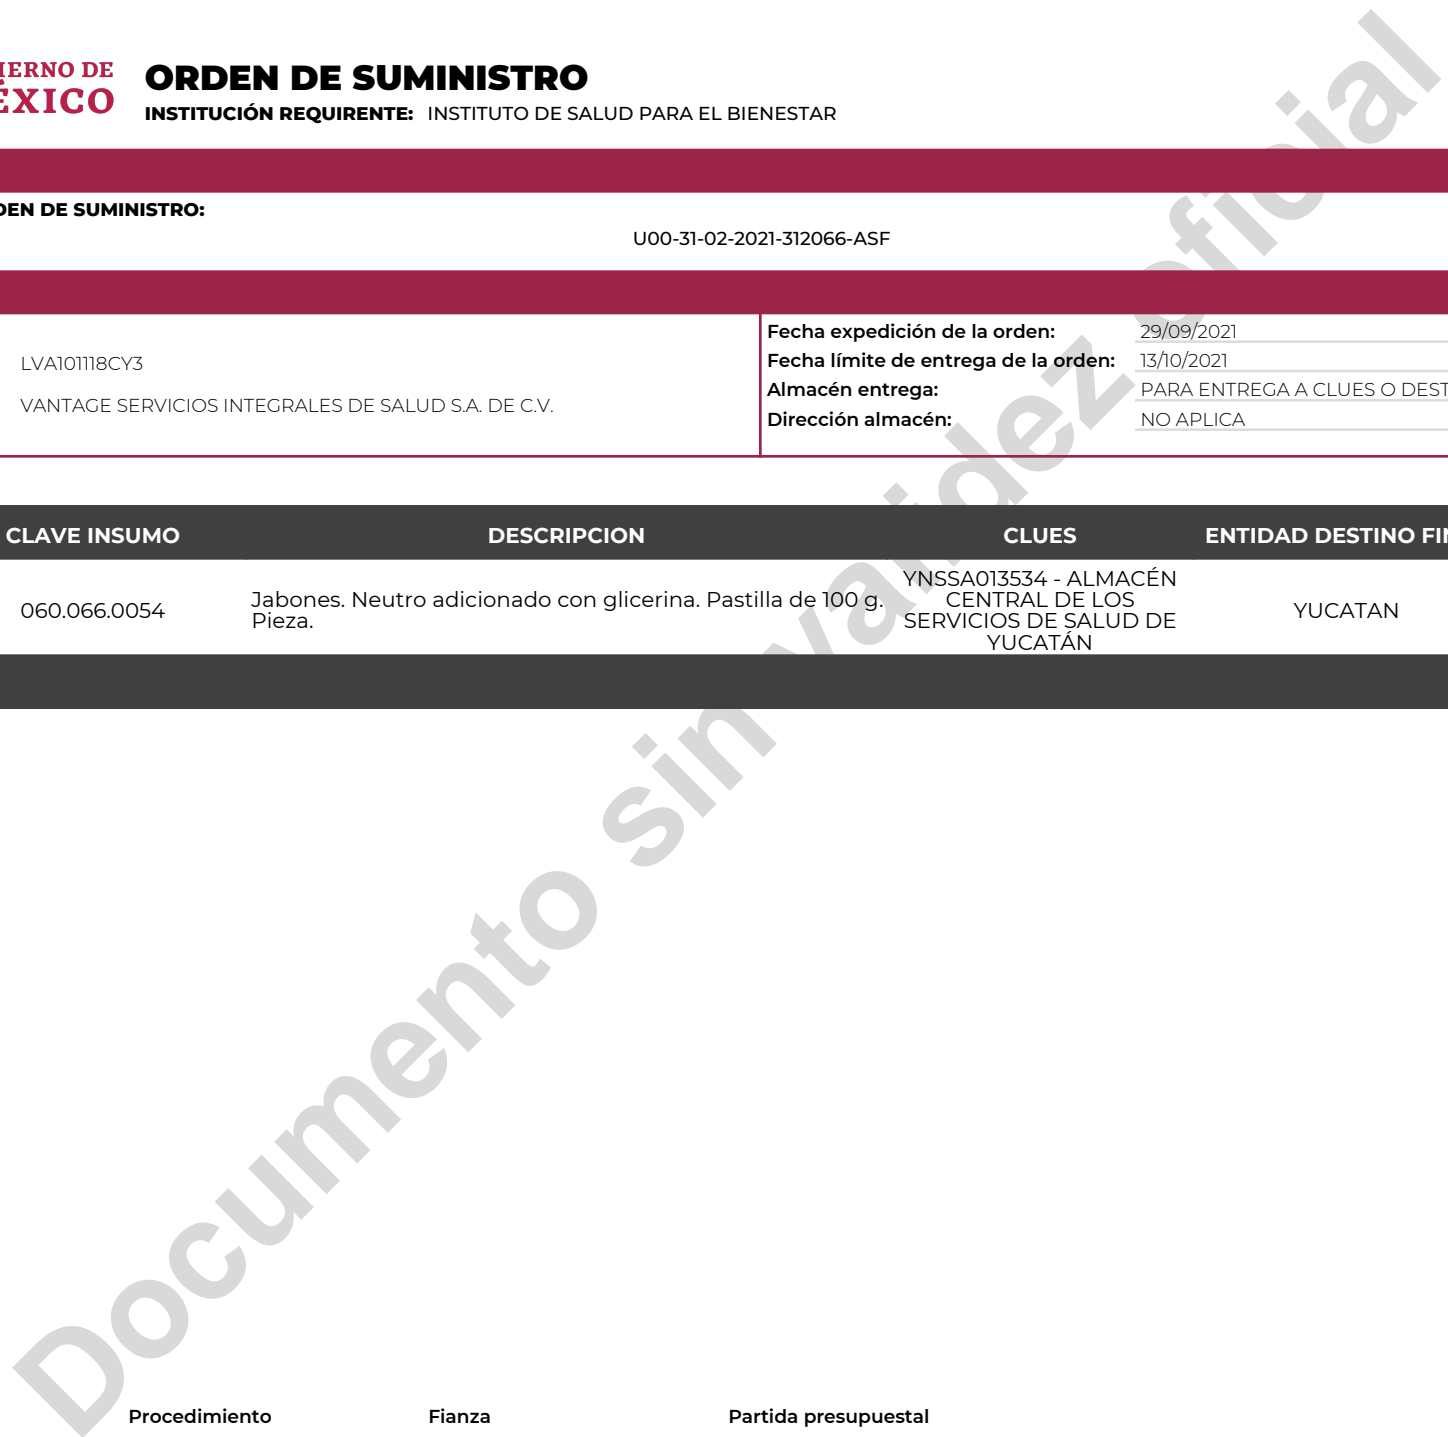 IERNO DE
ÉXICO
ORDEN DE SUMINISTRO
INSTITUCIÓN REQUIRENTE: INSTITUTO DE SALUD PARA EL BIENESTAR
DEN DE SUMINISTRO:
U00-31-02-2021-312066-ASF
LVA101118CY3
VANTAGE SERVICIOS INTEGRALES DE SALUD S.A. DE C.V.
Fecha expedición de la orden: 29/09/2021
Fecha límite de entrega de la orden: 13/10/2021
Almacén entrega: PARA ENTREGA A CLUES O DEST
Dirección almacén: NO APLICA
CLAVE INSUMO DESCRIPCION CLUES ENTIDAD DESTINO FIN
060.066.0054
Jabones. Neutro adicionado con glicerina. Pastilla de 100 g.
Pieza.
YNSSA013534 - ALMACÉN
CENTRAL DE LOS
SERVICIOS DE SALUD DE
YUCATÁN
YUCATAN
Documento sin validez oficial
Procedimiento Fianza Partida presupuestal